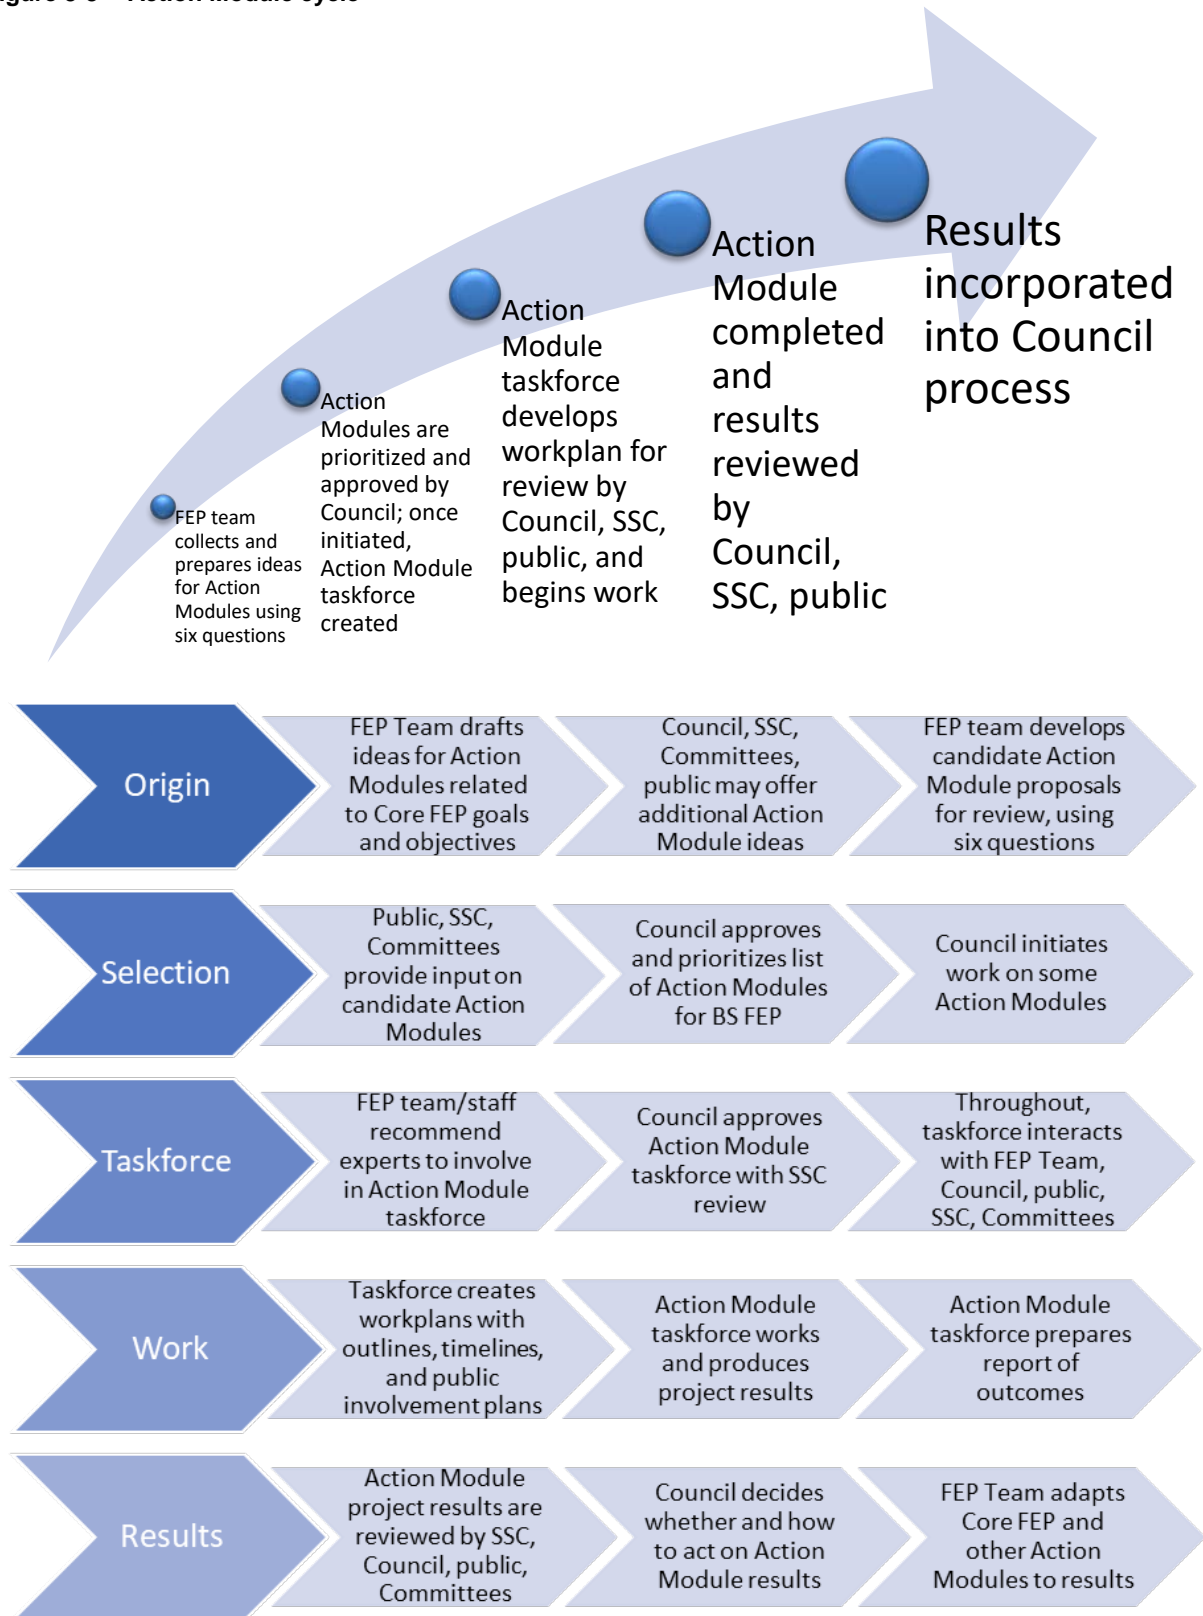 Action Module cycle
FEP team
collects and
prepares ideas
for Action
Modules using
six questions
Action
Modules are
prioritized and
approved by
Council; once
initiated,
Action Module
taskforce
created
Action
Module
taskforce
develops
workplan for
review by
Council, SSC,
public, and
begins work
Action
Module
completed
and
results
reviewed
by
Council,
SSC, public
Results
incorporated
into Council
process
Origin
FEP Team drafts
ideas for Action
Modules related
to Core FEP goals
and objectives
Council, SSC,
Committees,
public may offer
additional Action
Module ideas
FEP team develops
candidate Action
Module proposals
for review, using
six questions
Selection
Public, SSC,
Committees
provide input on
candidate Action
Modules
Council approves
and prioritizes list
of Action Modules
for BS FEP
Council initiates
work on some
Action Modules
Taskforce
FEP team/staff
recommend
experts to involve
in Action Module
taskforce
Council approves
Action Module
taskforce with SSC
review
Throughout,
taskforce interacts
with FEP Team,
Council, public,
SSC, Committees
Work
Taskforce creates
workplans with
outlines, timelines,
and public
involvement plans
Action Module
taskforce works
and produces
project results
Action Module
taskforce prepares
report of
outcomes
Results
Action Module
project results are
reviewed by SSC,
Council, public,
Committees
Council decides
whether and how
to act on Action
Module results
FEP Team adapts
Core FEP and
other Action
Modules to results